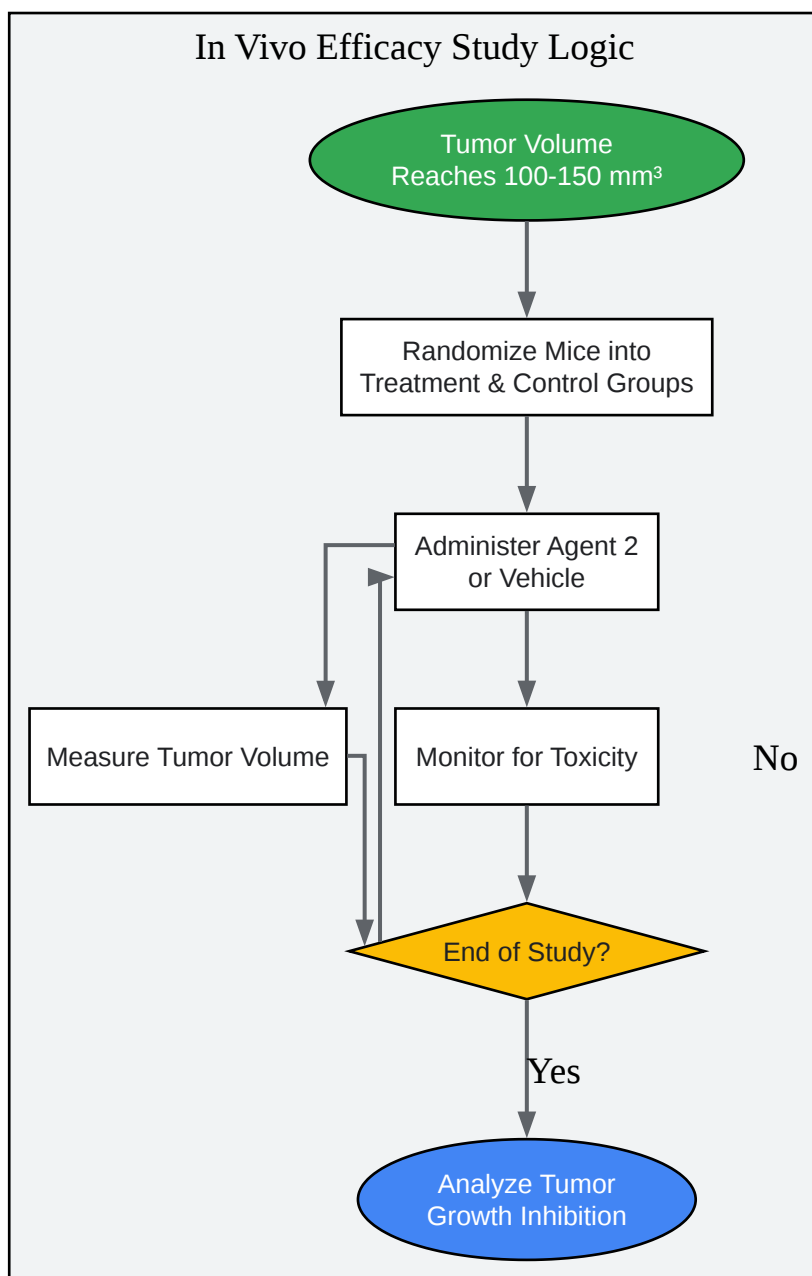 In Vivo Efficacy Study Logic
Tumor Volume
Reaches 100-150 mm³
Randomize Mice into
Treatment & Control Groups
Administer Agent 2
or Vehicle
Measure Tumor Volume
Monitor for Toxicity
No
End of Study?
Yes
Analyze Tumor
Growth Inhibition